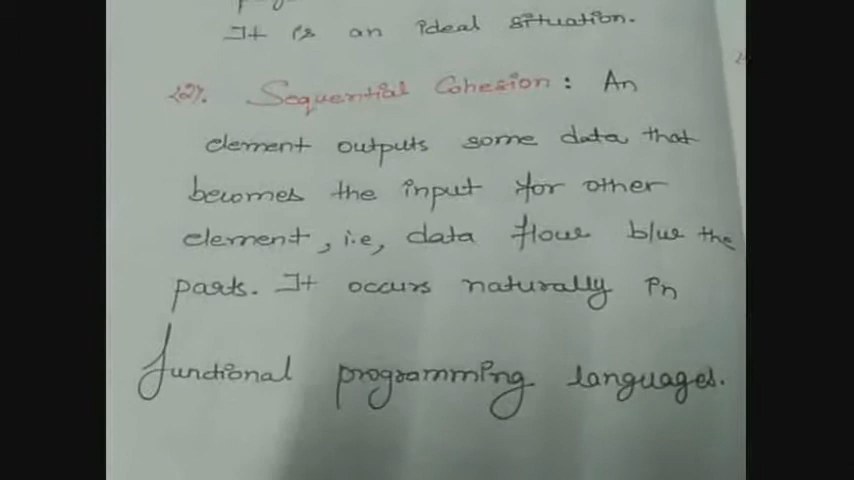 It is an ideal situation.
(2). Sequential Cohesion : An
element outputs some data that
becomes the input for other
element, i.e, data flow b/w the
parts. It occurs naturally in
functional programming languages.